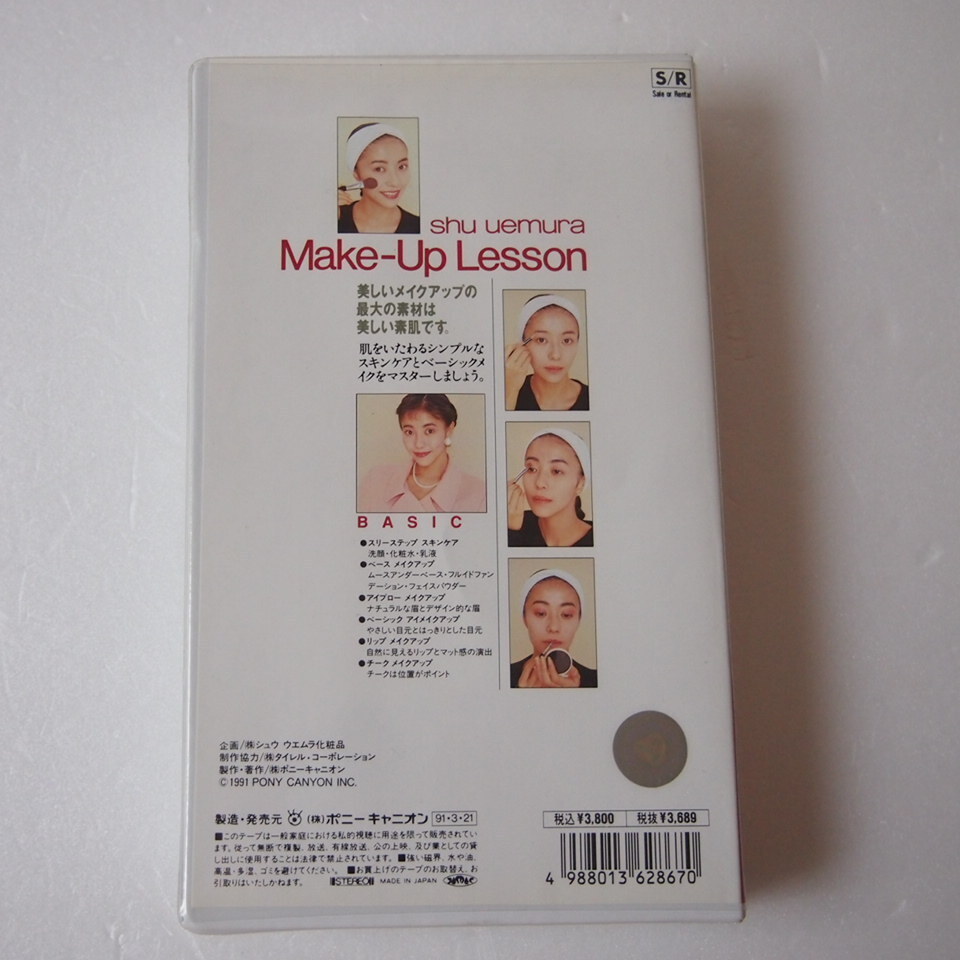 S/R
Sale or Rental
shu uemura
Make-Up Lesson
美しいメイクアップの
最大の素材は
美しい素肌です。
肌をいたわるシンプルな
スキンケアとベーシックメ
イクをマスターしましょう。
BASIC
●スリーステップ スキンケア
洗顔・化粧水・乳液
●ベース メイクアップ
ムースアンダーベース・フルイドファン
デーション・フェイスパウダー
●アイブロー メイクアップ
ナチュラルな眉とデザイン的な眉
●ベーシック アイメイクアップ
やさしい目元とはっきりとした目元
●リップ メイクアップ
自然に見えるリップとマット感の演出
●チーク メイクアップ
チークは位置がポイント
企画/㈱シュウ ウエムラ化粧品
制作協力/㈱タイレル・コーポレーション
製作・著作/㈱ポニーキャニオン
©1991 PONY CANYON INC.
製造・発売元 (株)ポニーキャニオン 91・3・21
■このテープは一般家庭における私的視聴に用途を限って販売されてい
ます。従って無断で複製、放送、有線放送、公の上映、及び業としての貸
し出しに使用することは法律で禁止されています。■強い磁界、水や油、
高温・多湿、ゴミを避けてください。■お買上げのテープのお取替え、お
引取りはいたしかねます。
STEREO MADE IN JAPAN
税込¥3,800 税抜¥3,689
4 988013 628670